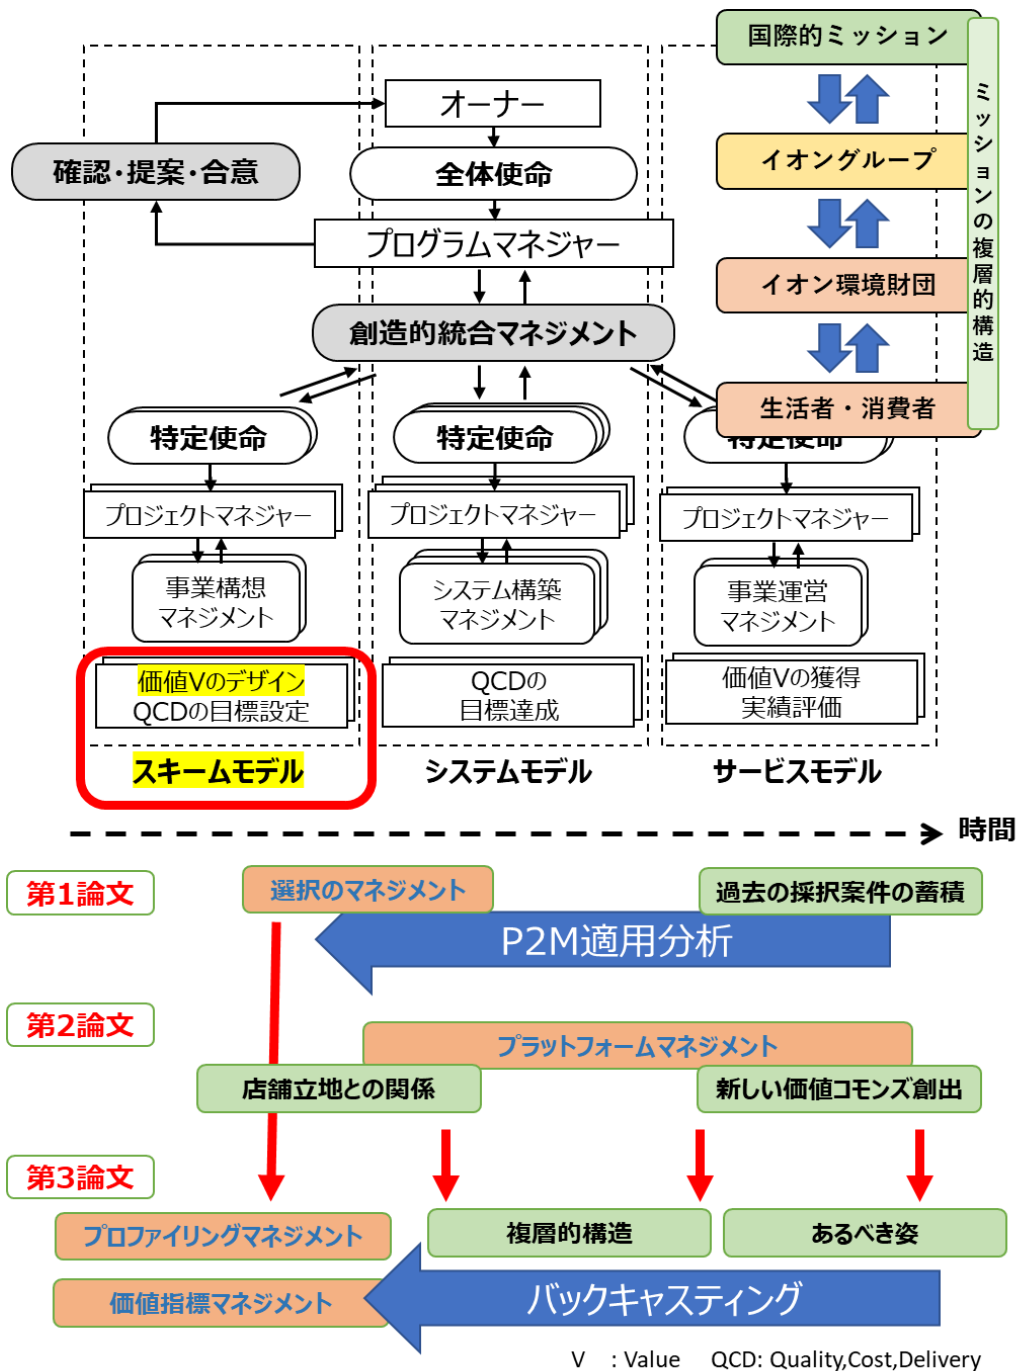 国際的ミッション
オーナー
ミッションの複層的構造
確認・提案・合意
全体使命
イオングループ
プログラムマネジャー
イオン環境財団
創造的統合マネジメント
生活者・消費者
特定使命
特定使命
特定使命
プロジェクトマネジャー
プロジェクトマネジャー
プロジェクトマネジャー
事業構想
マネジメント
システム構築
マネジメント
事業運営
マネジメント
価値Vのデザイン
QCDの目標設定
QCDの
目標達成
価値Vの獲得
実績評価
スキームモデル
システムモデル
サービスモデル
時間
第1論文
選択のマネジメント
過去の採択案件の蓄積
P2M適用分析
第2論文
プラットフォームマネジメント
店舗立地との関係
新しい価値コモンズ創出
第3論文
プロファイリングマネジメント
複層的構造
あるべき姿
価値指標マネジメント
バックキャスティング
V : Value QCD: Quality,Cost,Delivery